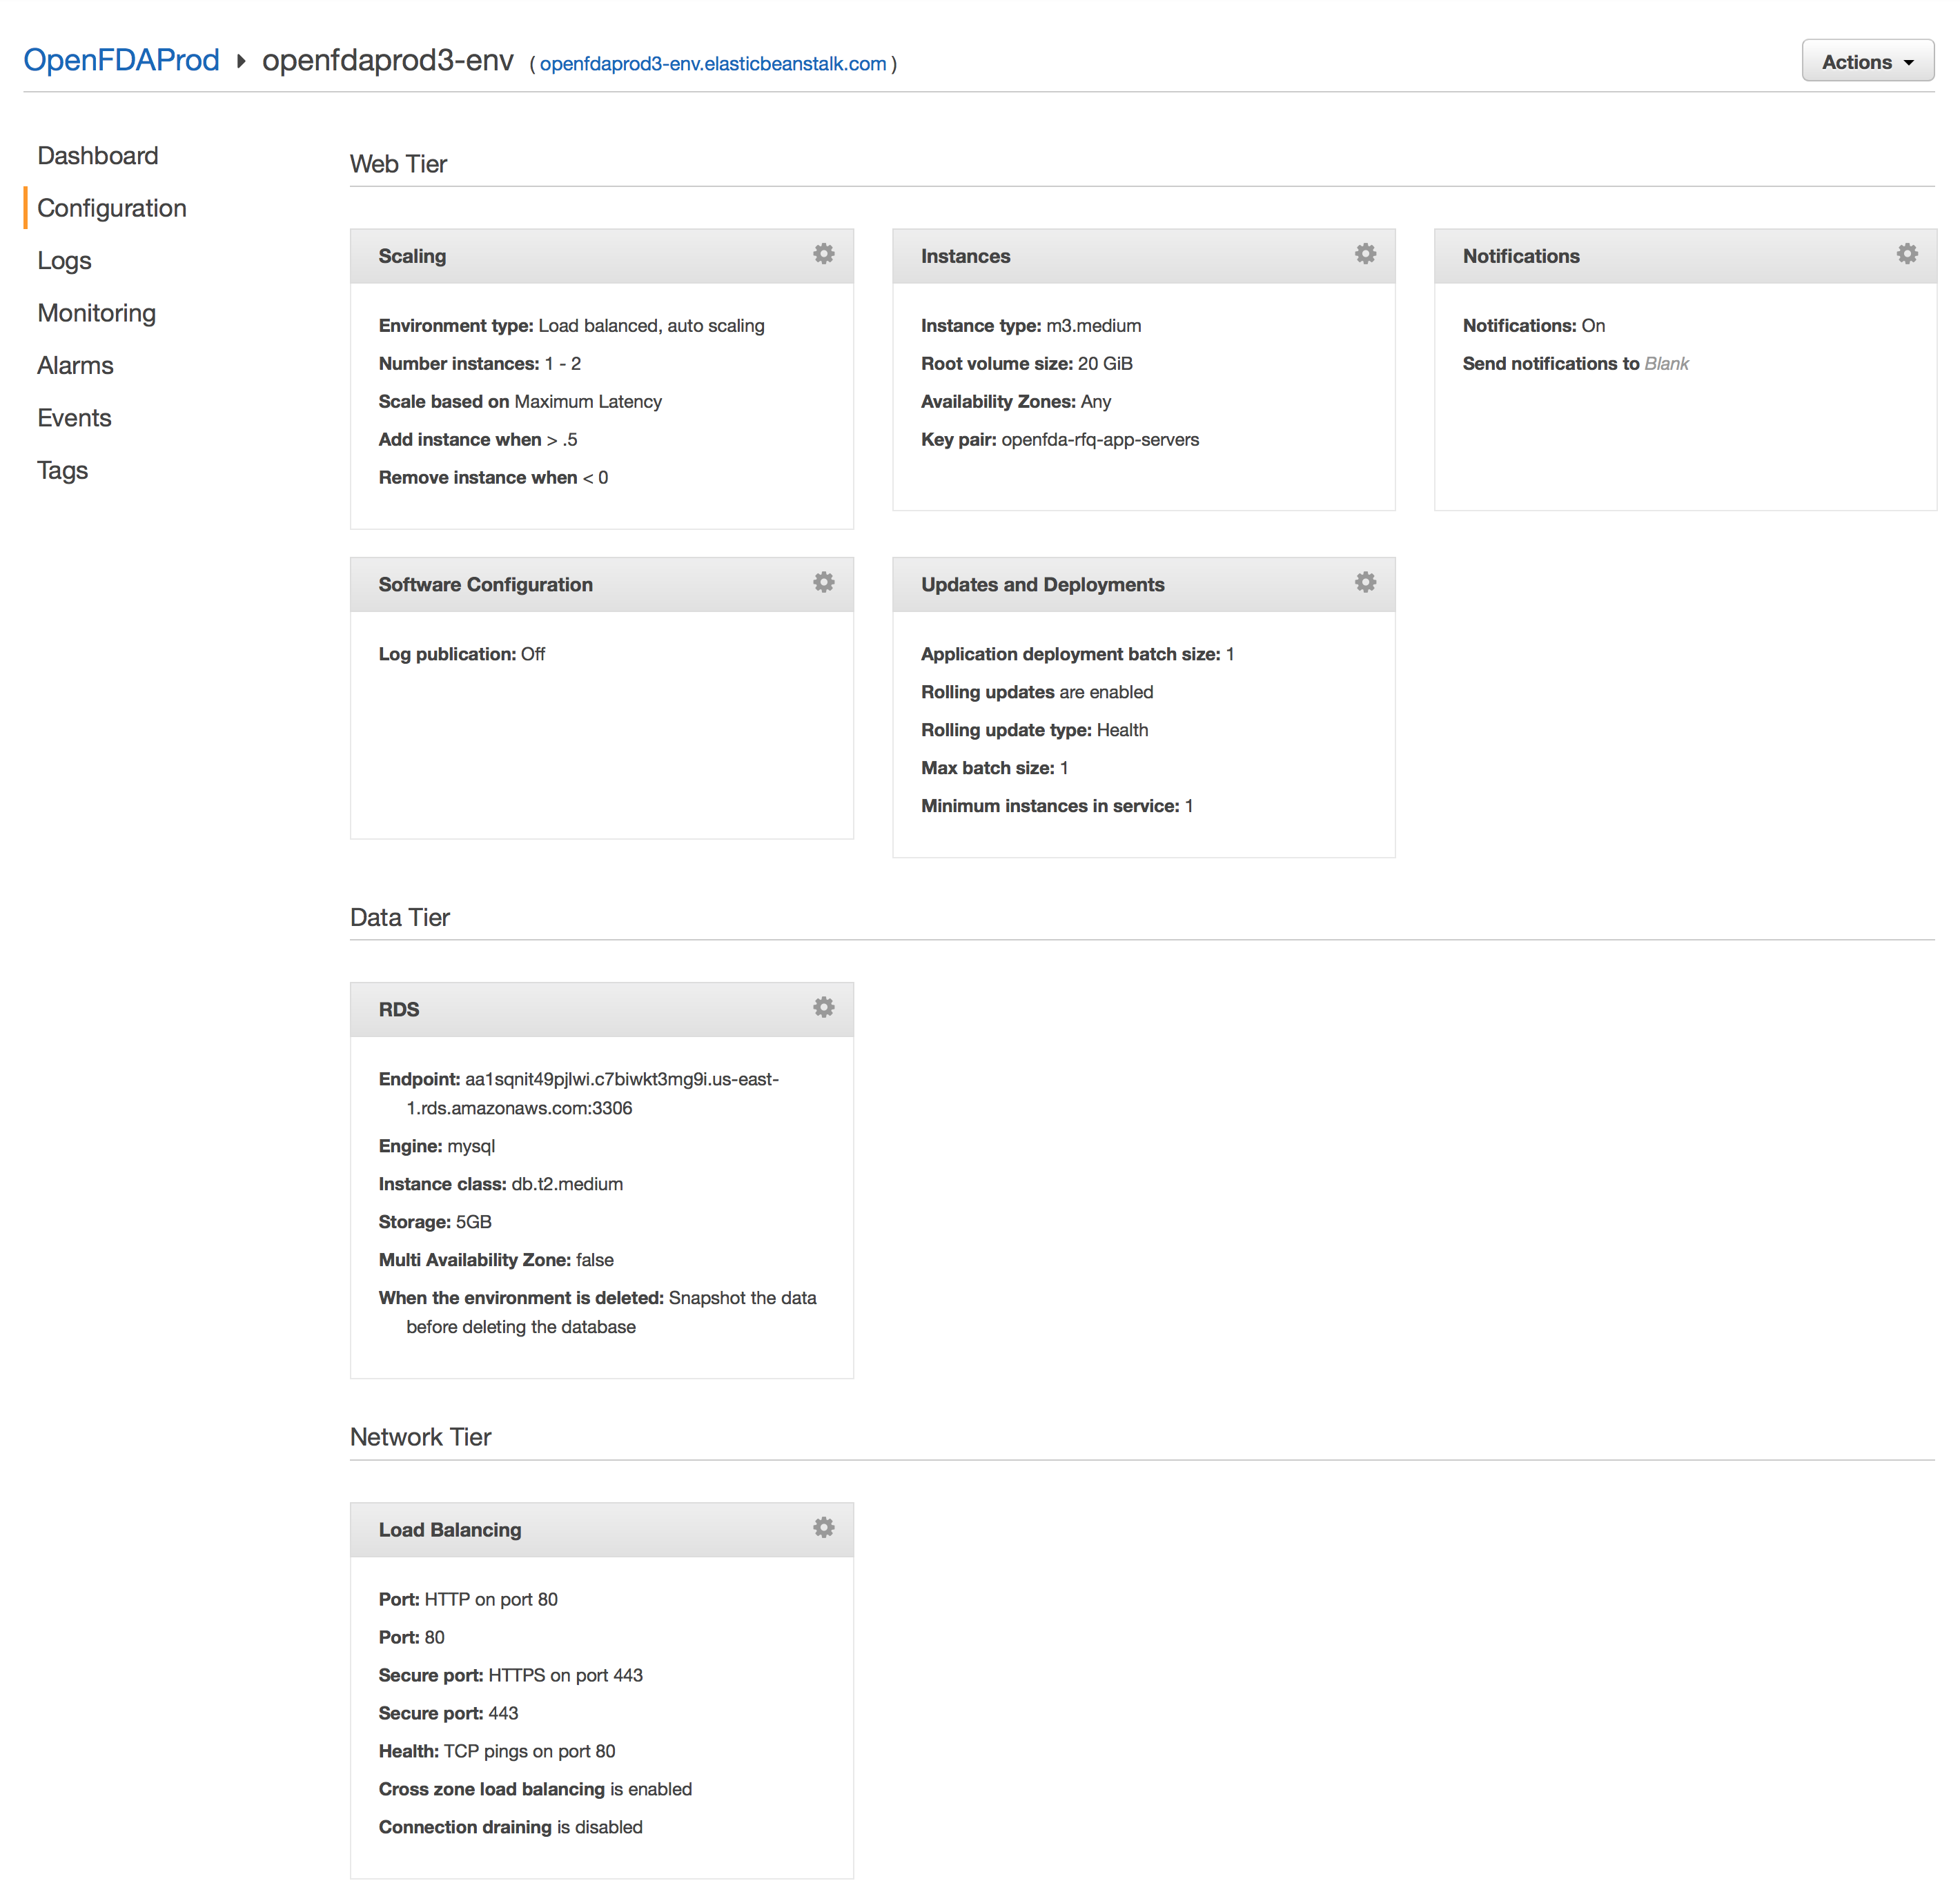 OpenFDAProd openfdaprod3-env ( openfdaprod3-env.elasticbeanstalk.com )
Actions
Dashboard
Configuration
Logs
Monitoring
Alarms
Events
Tags
Web Tier
Scaling
Environment type: Load balanced, auto scaling
Number instances: 1 - 2
Scale based on Maximum Latency
Add instance when > .5
Remove instance when < 0
Instances
Instance type: m3.medium
Root volume size: 20 GiB
Availability Zones: Any
Key pair: openfda-rfq-app-servers
Notifications
Notifications: On
Send notifications to Blank
Software Configuration
Log publication: Off
Updates and Deployments
Application deployment batch size: 1
Rolling updates are enabled
Rolling update type: Health
Max batch size: 1
Minimum instances in service: 1
Data Tier
RDS
Endpoint: aa1sqnit49pjlwi.c7biwkt3mg9i.us-east-
1.rds.amazonaws.com:3306
Engine: mysql
Instance class: db.t2.medium
Storage: 5GB
Multi Availability Zone: false
When the environment is deleted: Snapshot the data
before deleting the database
Network Tier
Load Balancing
Port: HTTP on port 80
Port: 80
Secure port: HTTPS on port 443
Secure port: 443
Health: TCP pings on port 80
Cross zone load balancing is enabled
Connection draining is disabled